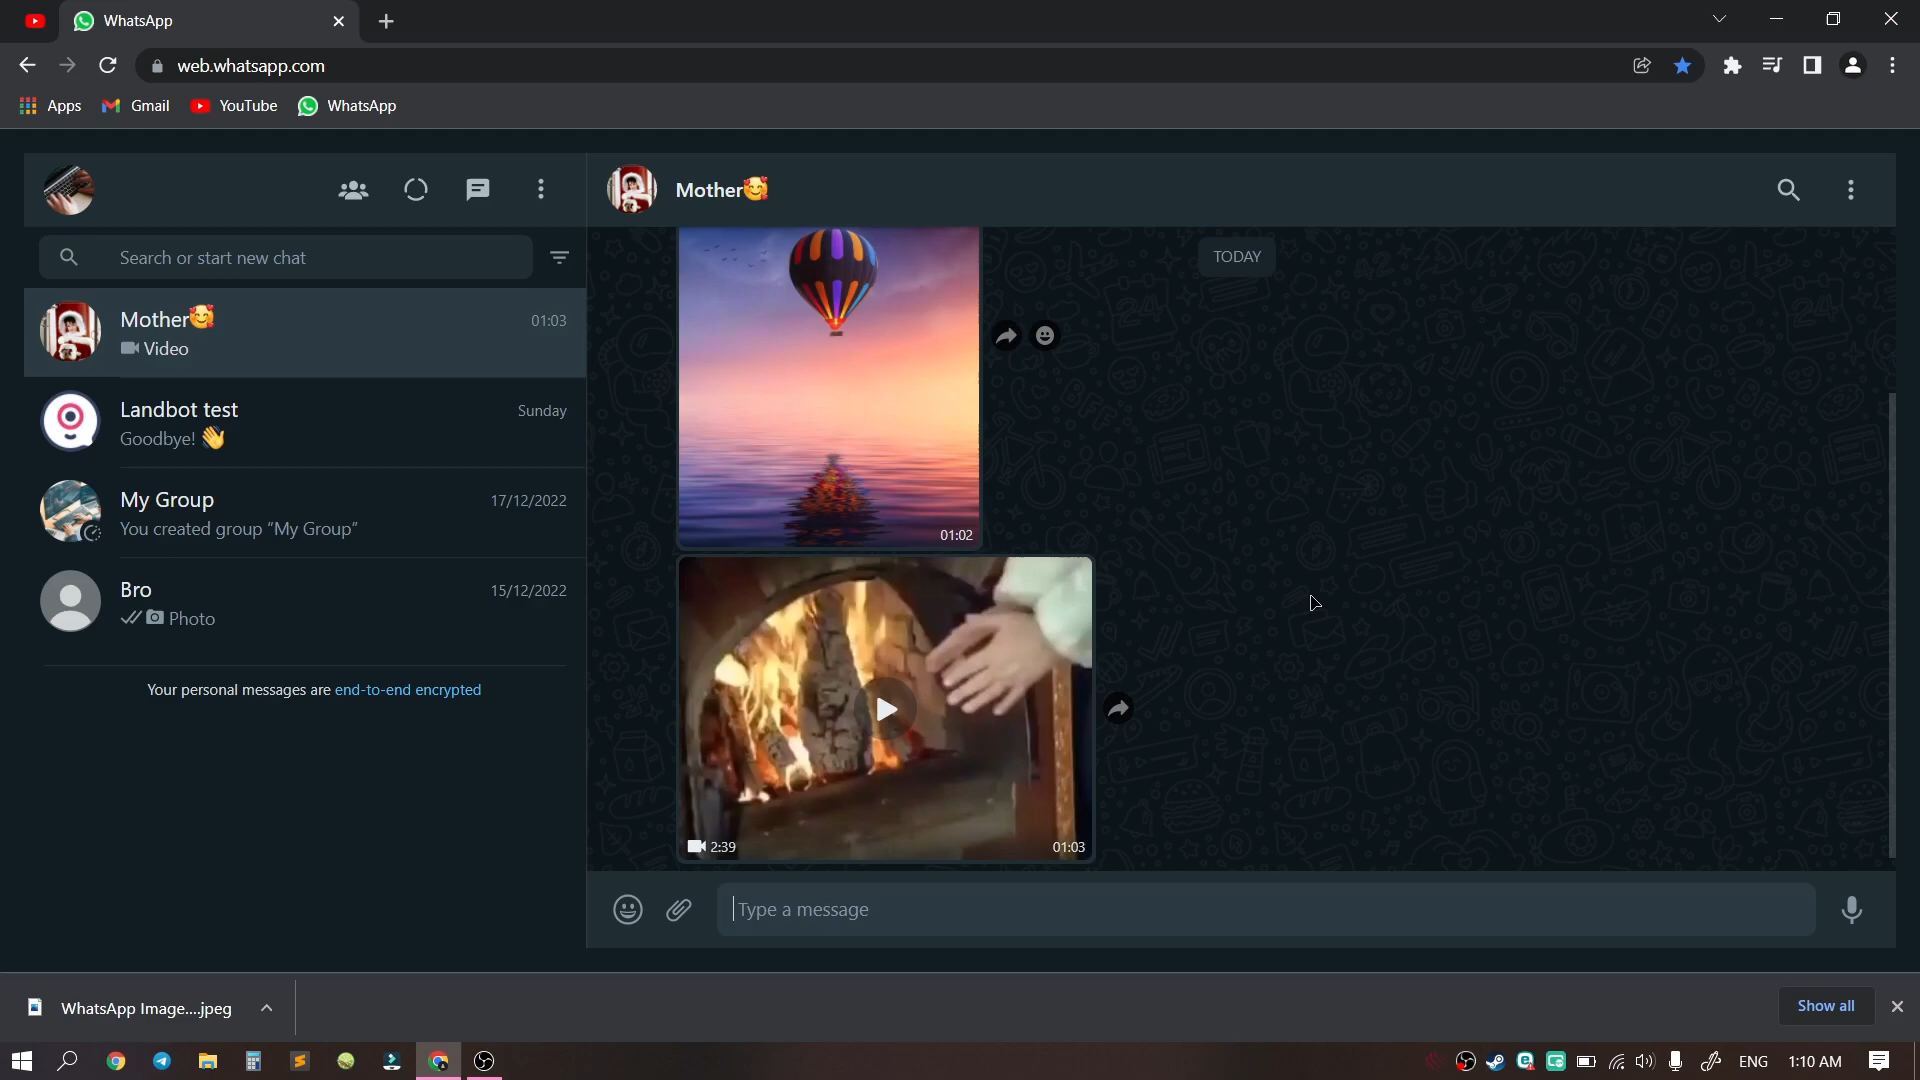 WhatsApp
web.whatsapp.com
Apps
Gmail
YouTube
WhatsApp
Mother🥰
Search or start new chat
TODAY
Mother🥰
01:03
Video
Landbot test
Sunday
Goodbye! 👋
My Group
17/12/2022
You created group "My Group"
Bro
15/12/2022
Photo
Your personal messages are end-to-end encrypted
01:02
2:39
01:03
Type a message
WhatsApp Image....jpeg
Show all
ENG
1:10 AM